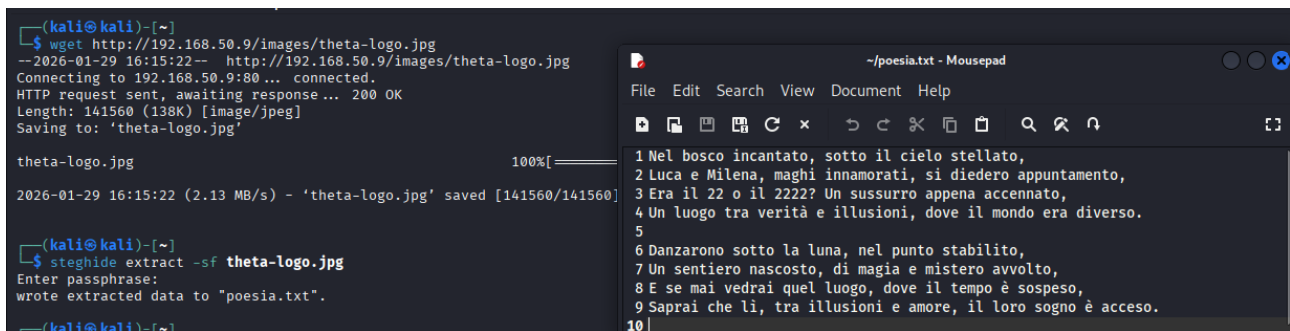 (kali㉿kali)-[~]
$ wget http://192.168.50.9/images/theta-logo.jpg
--2026-01-29 16:15:22-- http://192.168.50.9/images/theta-logo.jpg
Connecting to 192.168.50.9:80... connected.
HTTP request sent, awaiting response... 200 OK
Length: 141560 (138K) [image/jpeg]
Saving to: ‘theta-logo.jpg’
theta-logo.jpg 100%[
2026-01-29 16:15:22 (2.13 MB/s) - ‘theta-logo.jpg’ saved [141560/141560]
(kali㉿kali)-[~]
$ steghide extract -sf theta-logo.jpg
Enter passphrase:
wrote extracted data to "poesia.txt".
(kali㉿kali)-[~]
~/poesia.txt - Mousepad
File Edit Search View Document Help
1 Nel bosco incantato, sotto il cielo stellato,
2 Luca e Milena, maghi innamorati, si diedero appuntamento,
3 Era il 22 o il 2222? Un sussurro appena accennato,
4 Un luogo tra verità e illusioni, dove il mondo era diverso.
5
6 Danzarono sotto la luna, nel punto stabilito,
7 Un sentiero nascosto, di magia e mistero avvolto,
8 E se mai vedrai quel luogo, dove il tempo è sospeso,
9 Saprai che lì, tra illusioni e amore, il loro sogno è acceso.
10